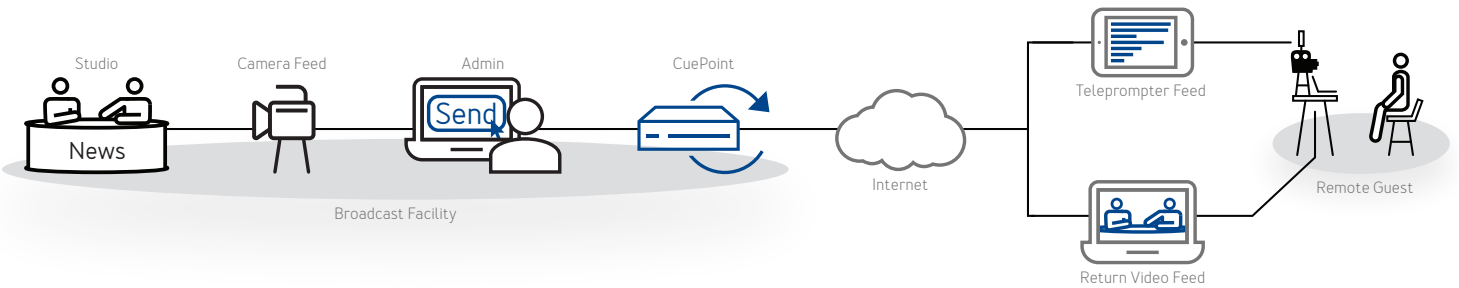 Studio
News
Camera Feed
Admin
Send
CuePoint
Broadcast Facility
Internet
Teleprompter Feed
Return Video Feed
Remote Guest